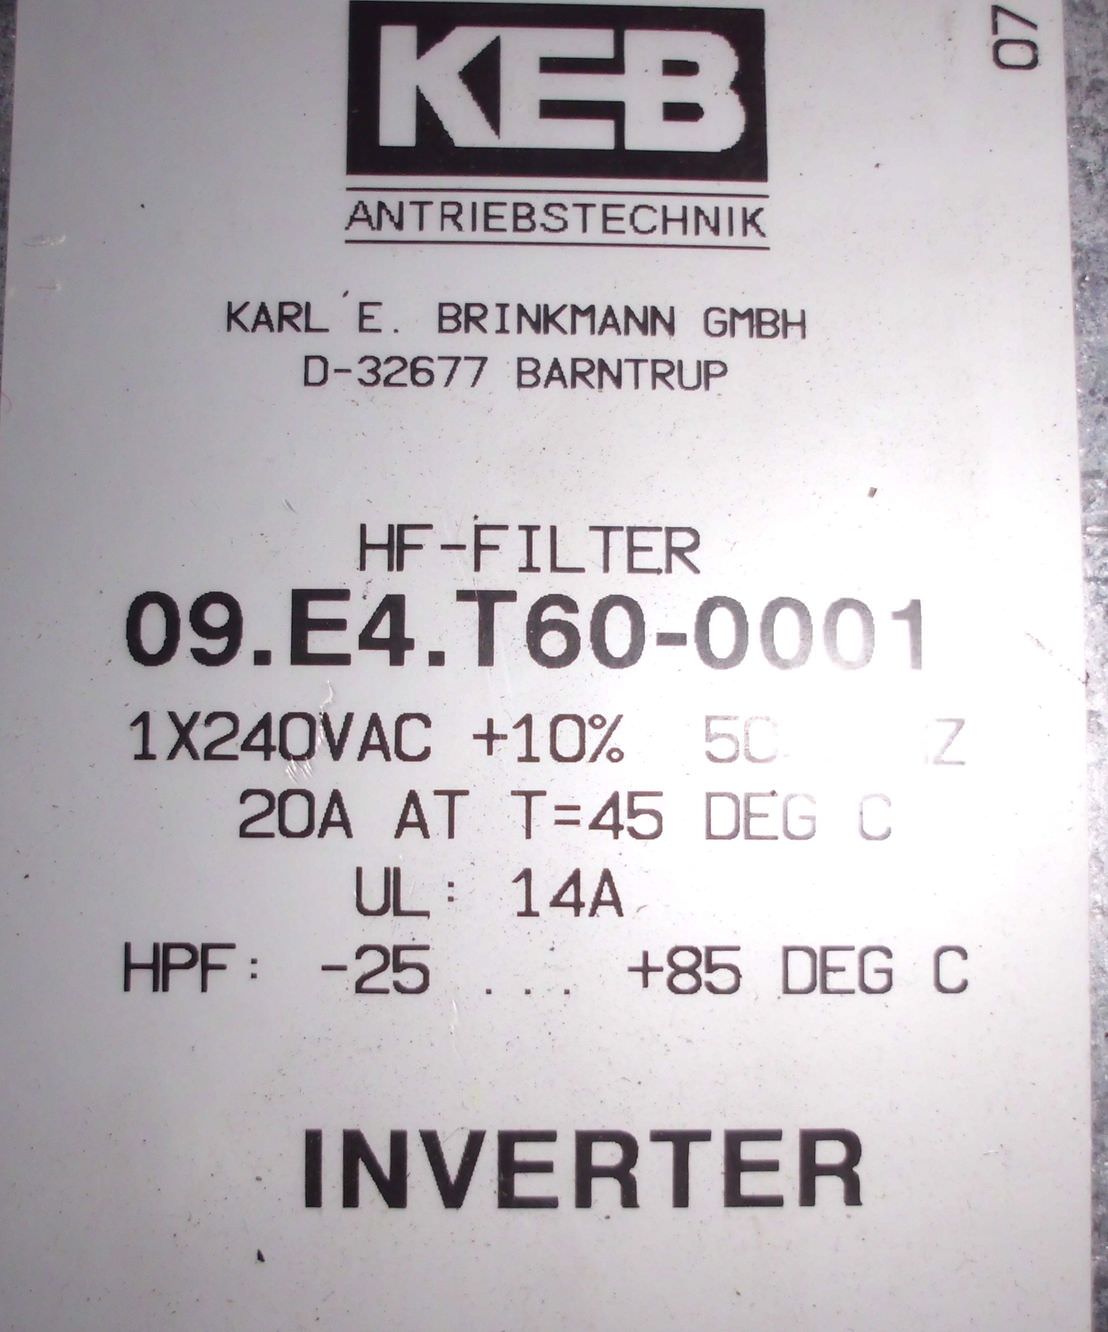 KEB
ANTRIEBSTECHNIK
KARL E. BRINKMANN GMBH
D-32677 BARNTRUP
HF-FILTER
09.E4.T60-0001
1X240VAC +10%
20A AT T=45 DEG C
UL: 14A
HPF: -25 ... +85 DEG C
INVERTER
07